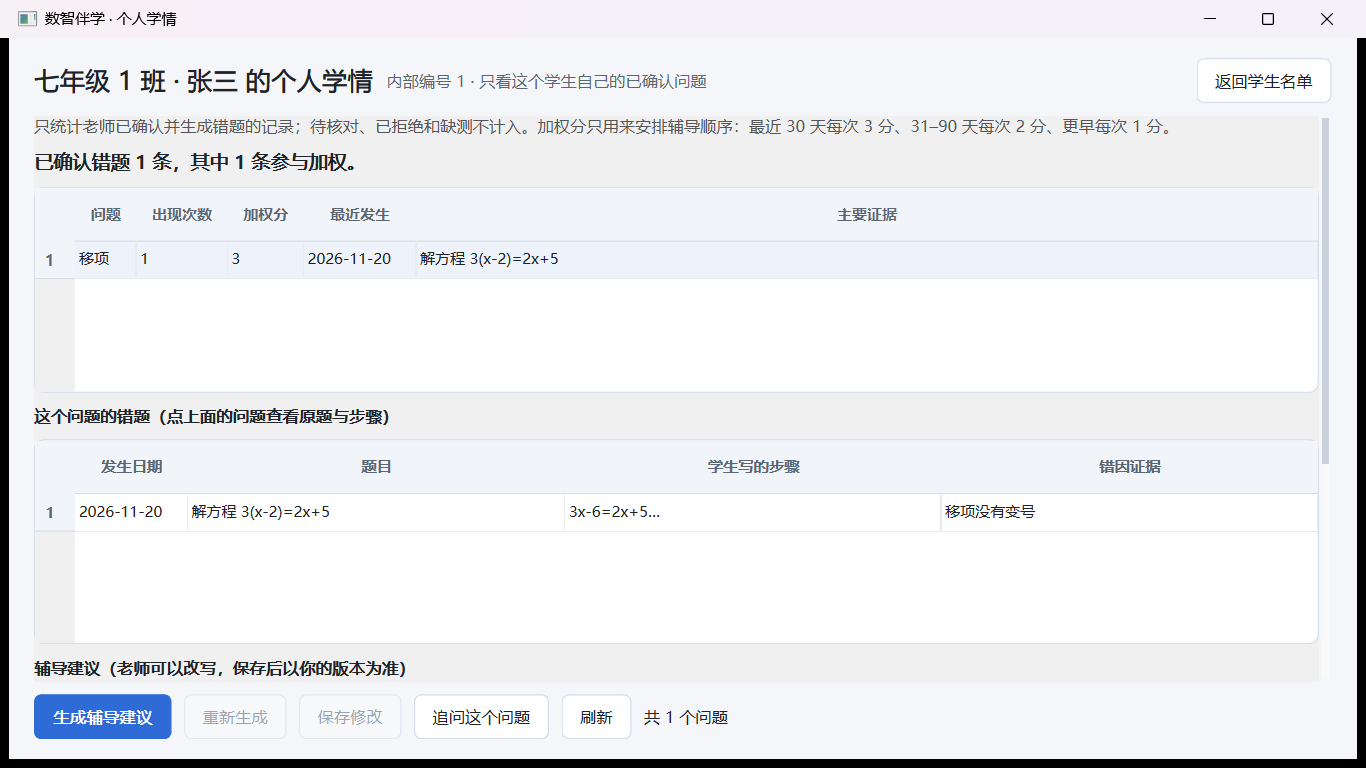 数智伴学 · 个人学情
七年级 1 班 · 张三 的个人学情 内部编号 1 · 只看这个学生自己的已确认问题 返回学生名单
只统计老师已确认并生成错题的记录；待核对、已拒绝和缺测不计入。加权分只用来安排辅导顺序：最近 30 天每次 3 分、31–90 天每次 2 分、更早每次 1 分。
已确认错题 1 条，其中 1 条参与加权。
问题 出现次数 加权分 最近发生 主要证据
1 移项 1 3 2026-11-20 解方程 3(x-2)=2x+5
这个问题的错题（点上面的问题查看原题与步骤）
发生日期 题目 学生写的步骤 错因证据
1 2026-11-20 解方程 3(x-2)=2x+5 3x-6=2x+5... 移项没有变号
辅导建议（老师可以改写，保存后以你的版本为准）
生成辅导建议 重新生成 保存修改 追问这个问题 刷新 共 1 个问题